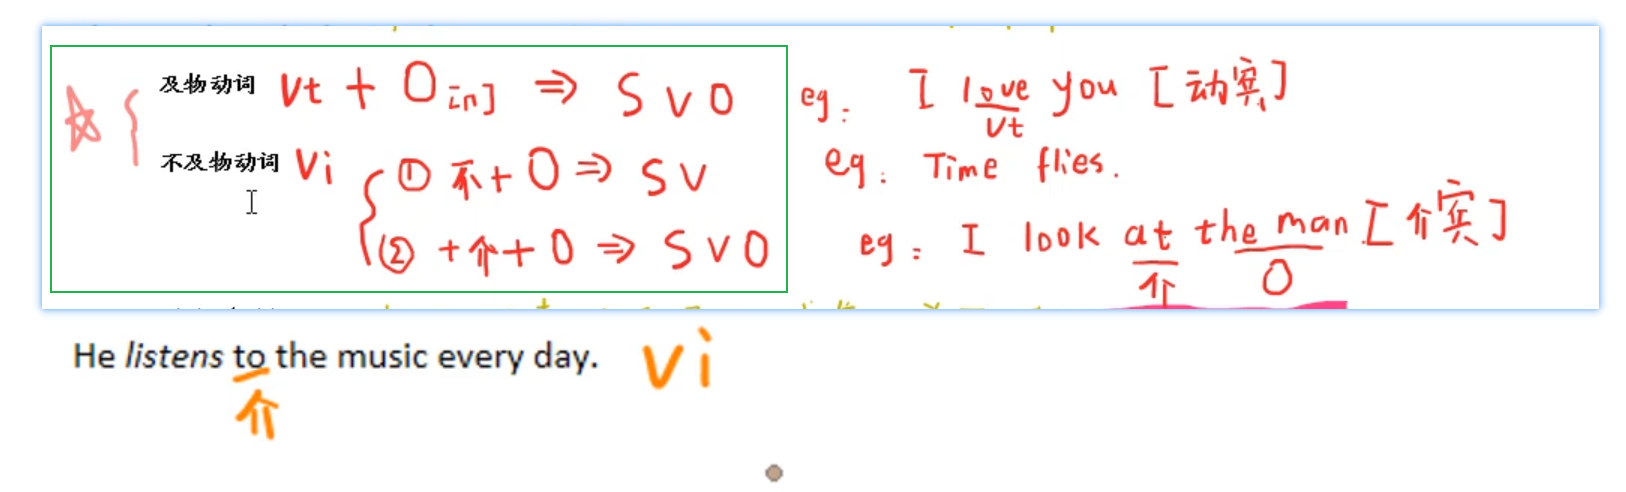 及物动词 vt + O [n] ⇒ S V O eg: I love you [动宾]
vt
不及物动词 vi ① 不 + O ⇒ S V eg: Time flies.
② + 介 + O ⇒ S V O eg: I look at the man [介宾]
介 O
He listens to the music every day. vi
介